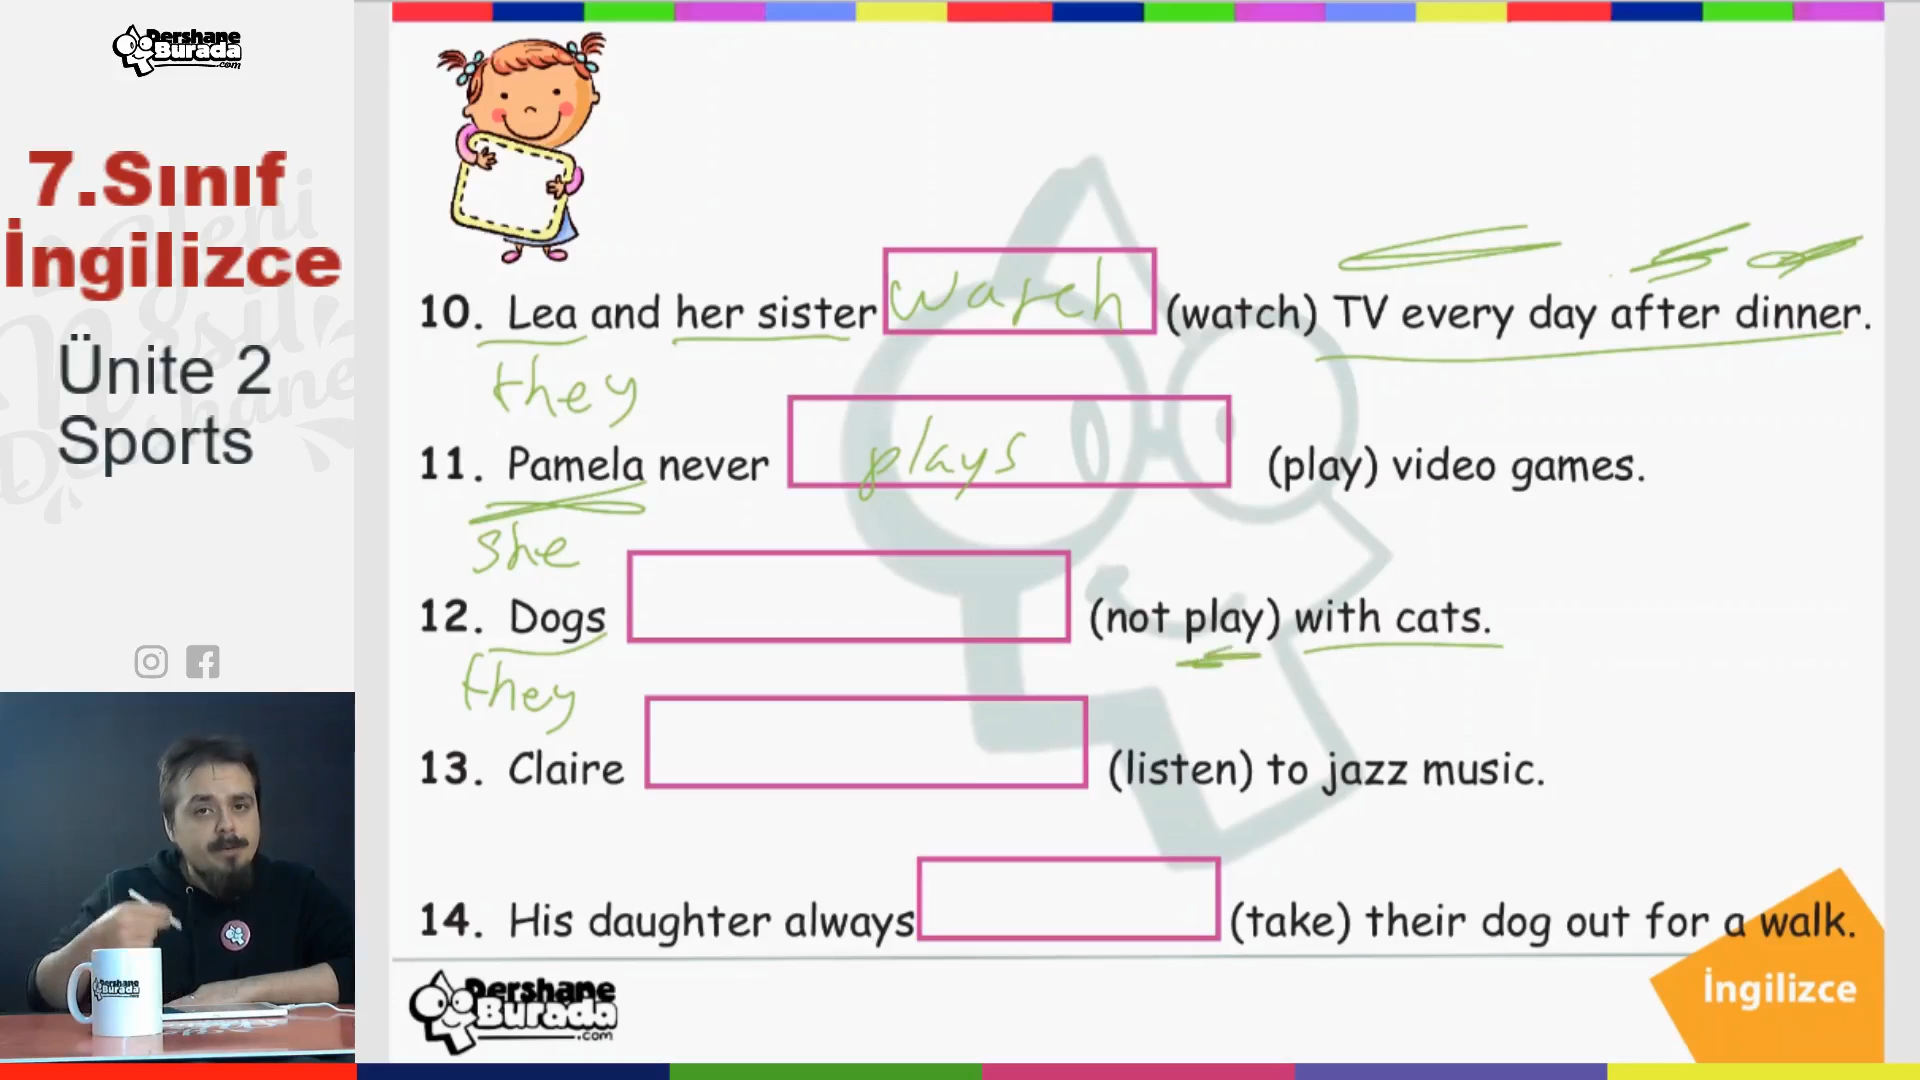 Dershane
Burada
.com
7.Sınıf
İngilizce
Ünite 2
Sports
10. Lea and her sister watch (watch) TV every day after dinner.
they
11. Pamela never plays (play) video games.
she
12. Dogs (not play) with cats.
they
13. Claire (listen) to jazz music.
14. His daughter always (take) their dog out for a walk.
Dershane
Burada
.com
İngilizce
Dershane
Burada